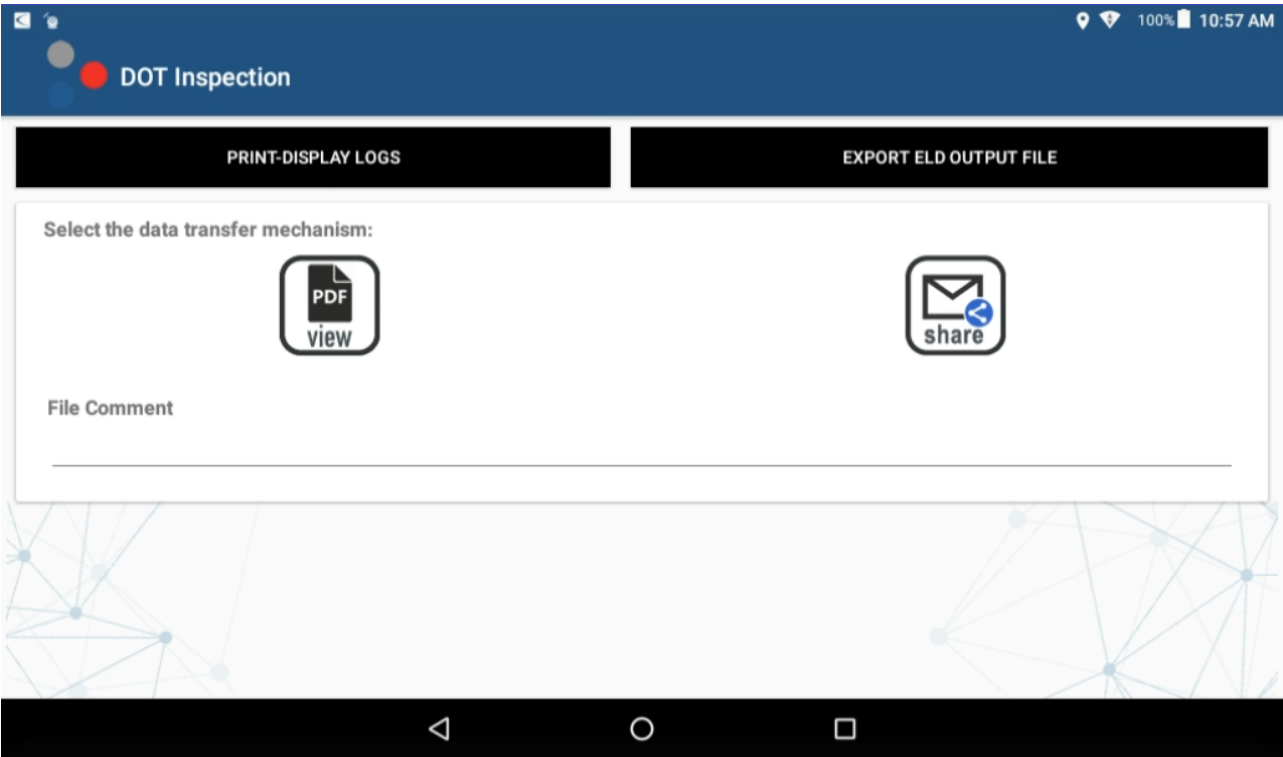 100% 10:57 AM
DOT Inspection
PRINT-DISPLAY LOGS
EXPORT ELD OUTPUT FILE
Select the data transfer mechanism:
PDF
view
share
File Comment